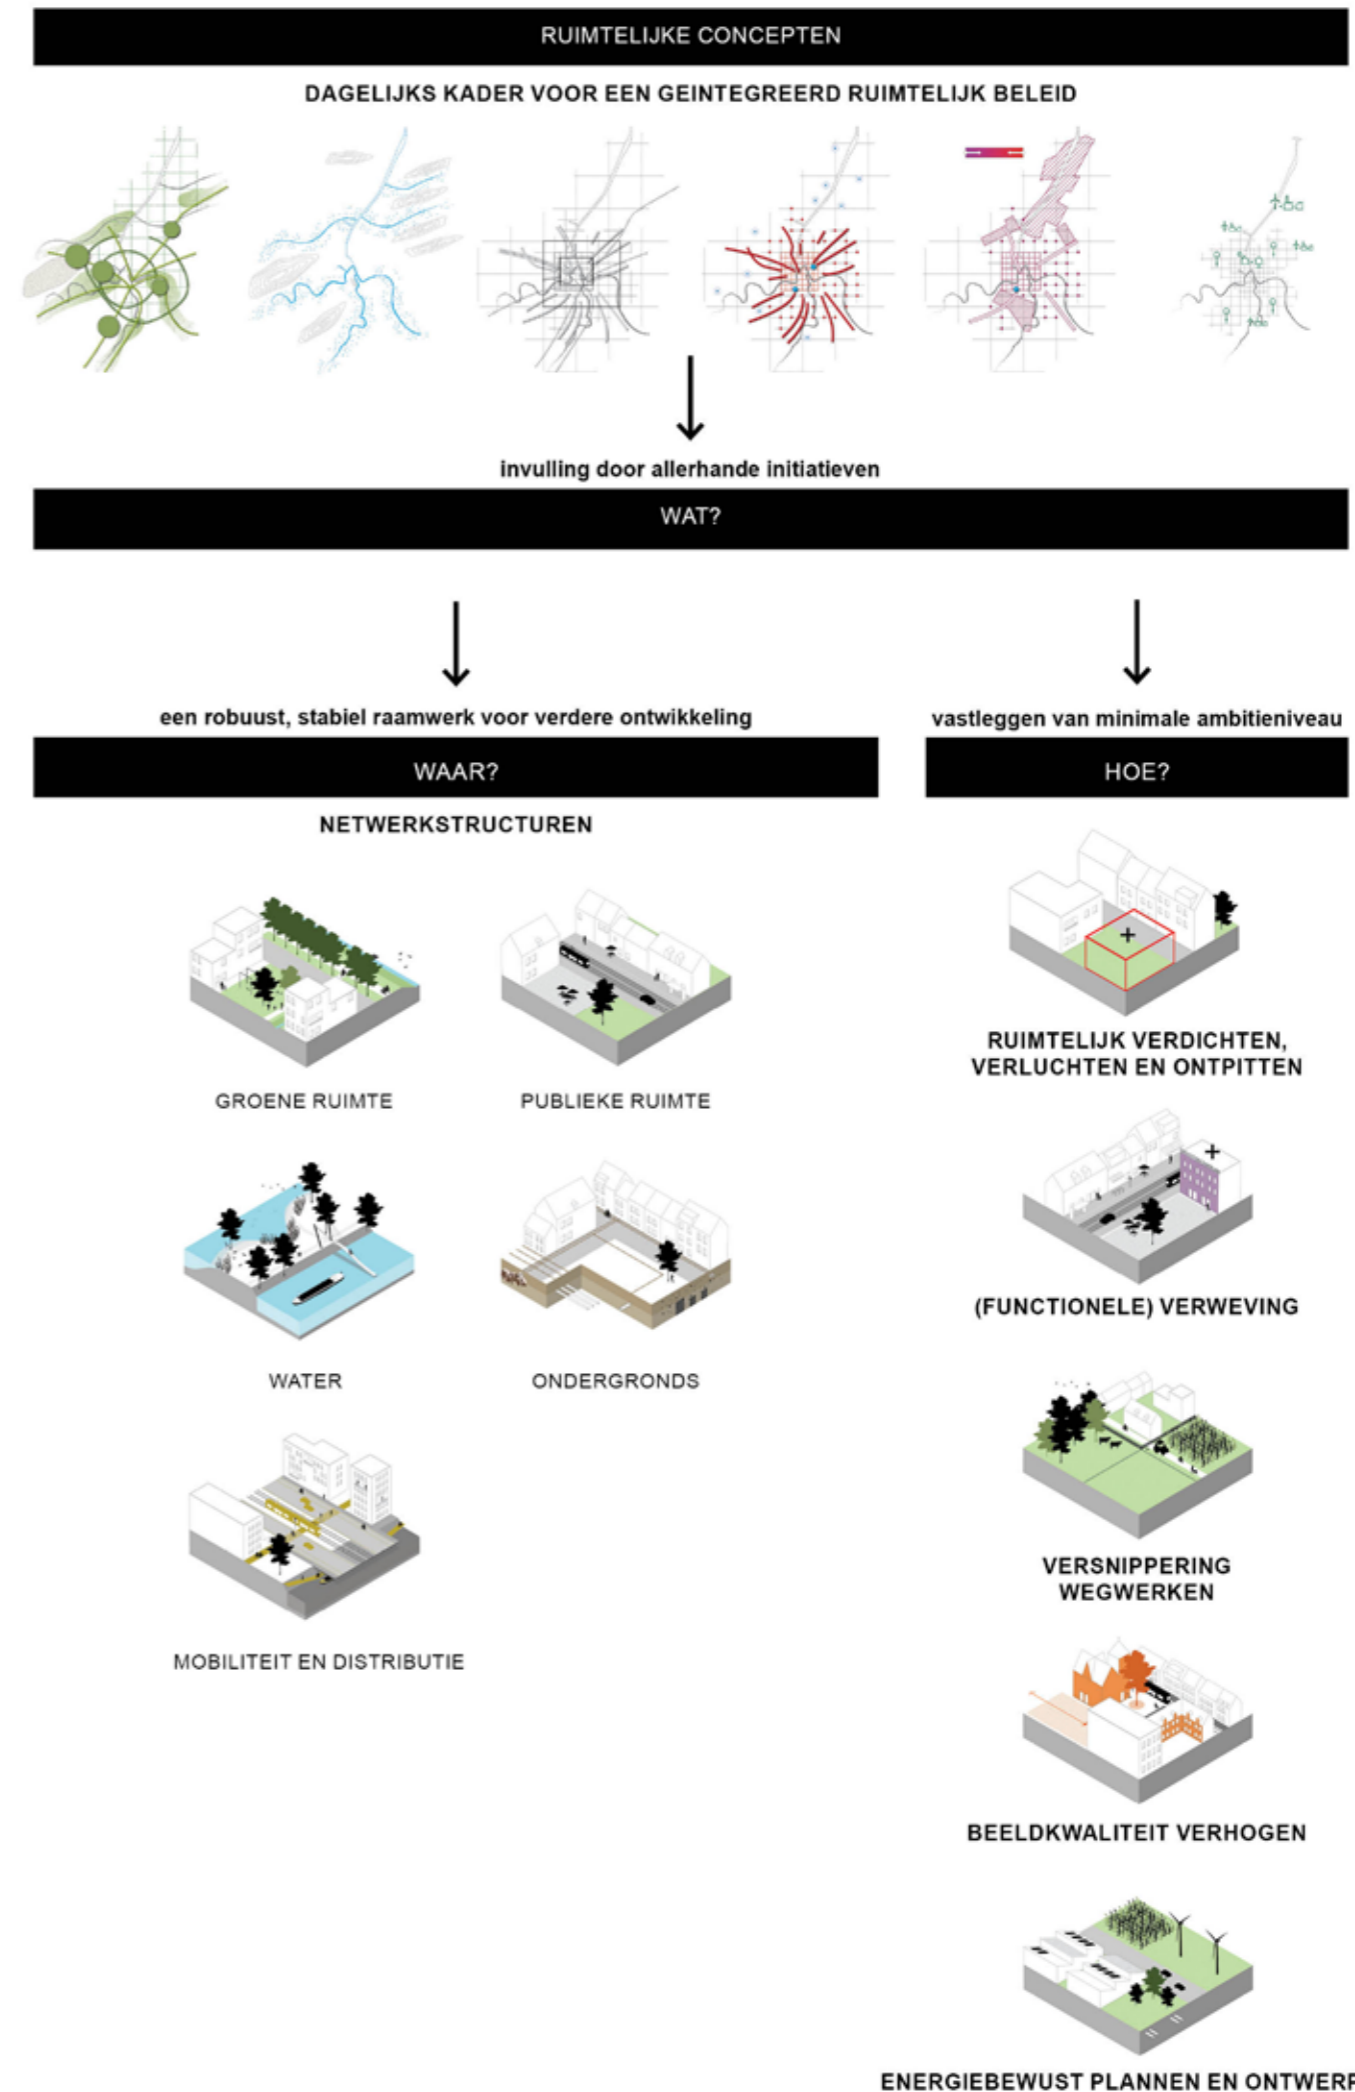 RUIMTELIJKE CONCEPTEN
DAGELIJKS KADER VOOR EEN GEINTEGREERD RUIMTELIJK BELEID
invulling door allerhande initiatieven
WAT?
een robuust, stabiel raamwerk voor verdere ontwikkeling
WAAR?
NETWERKSTRUCTUREN
GROENE RUIMTE
PUBLIEKE RUIMTE
WATER
ONDERGRONDS
MOBILITEIT EN DISTRIBUTIE
vastleggen van minimale ambitieniveau
HOE?
RUIMTELIJK VERDICHTEN,
VERLUCHTEN EN ONTPITTEN
(FUNCTIONELE) VERWEVING
VERSNIPPERING
WEGWERKEN
BEELDKWALITEIT VERHOGEN
ENERGIEBEWUST PLANNEN EN ONTWERP